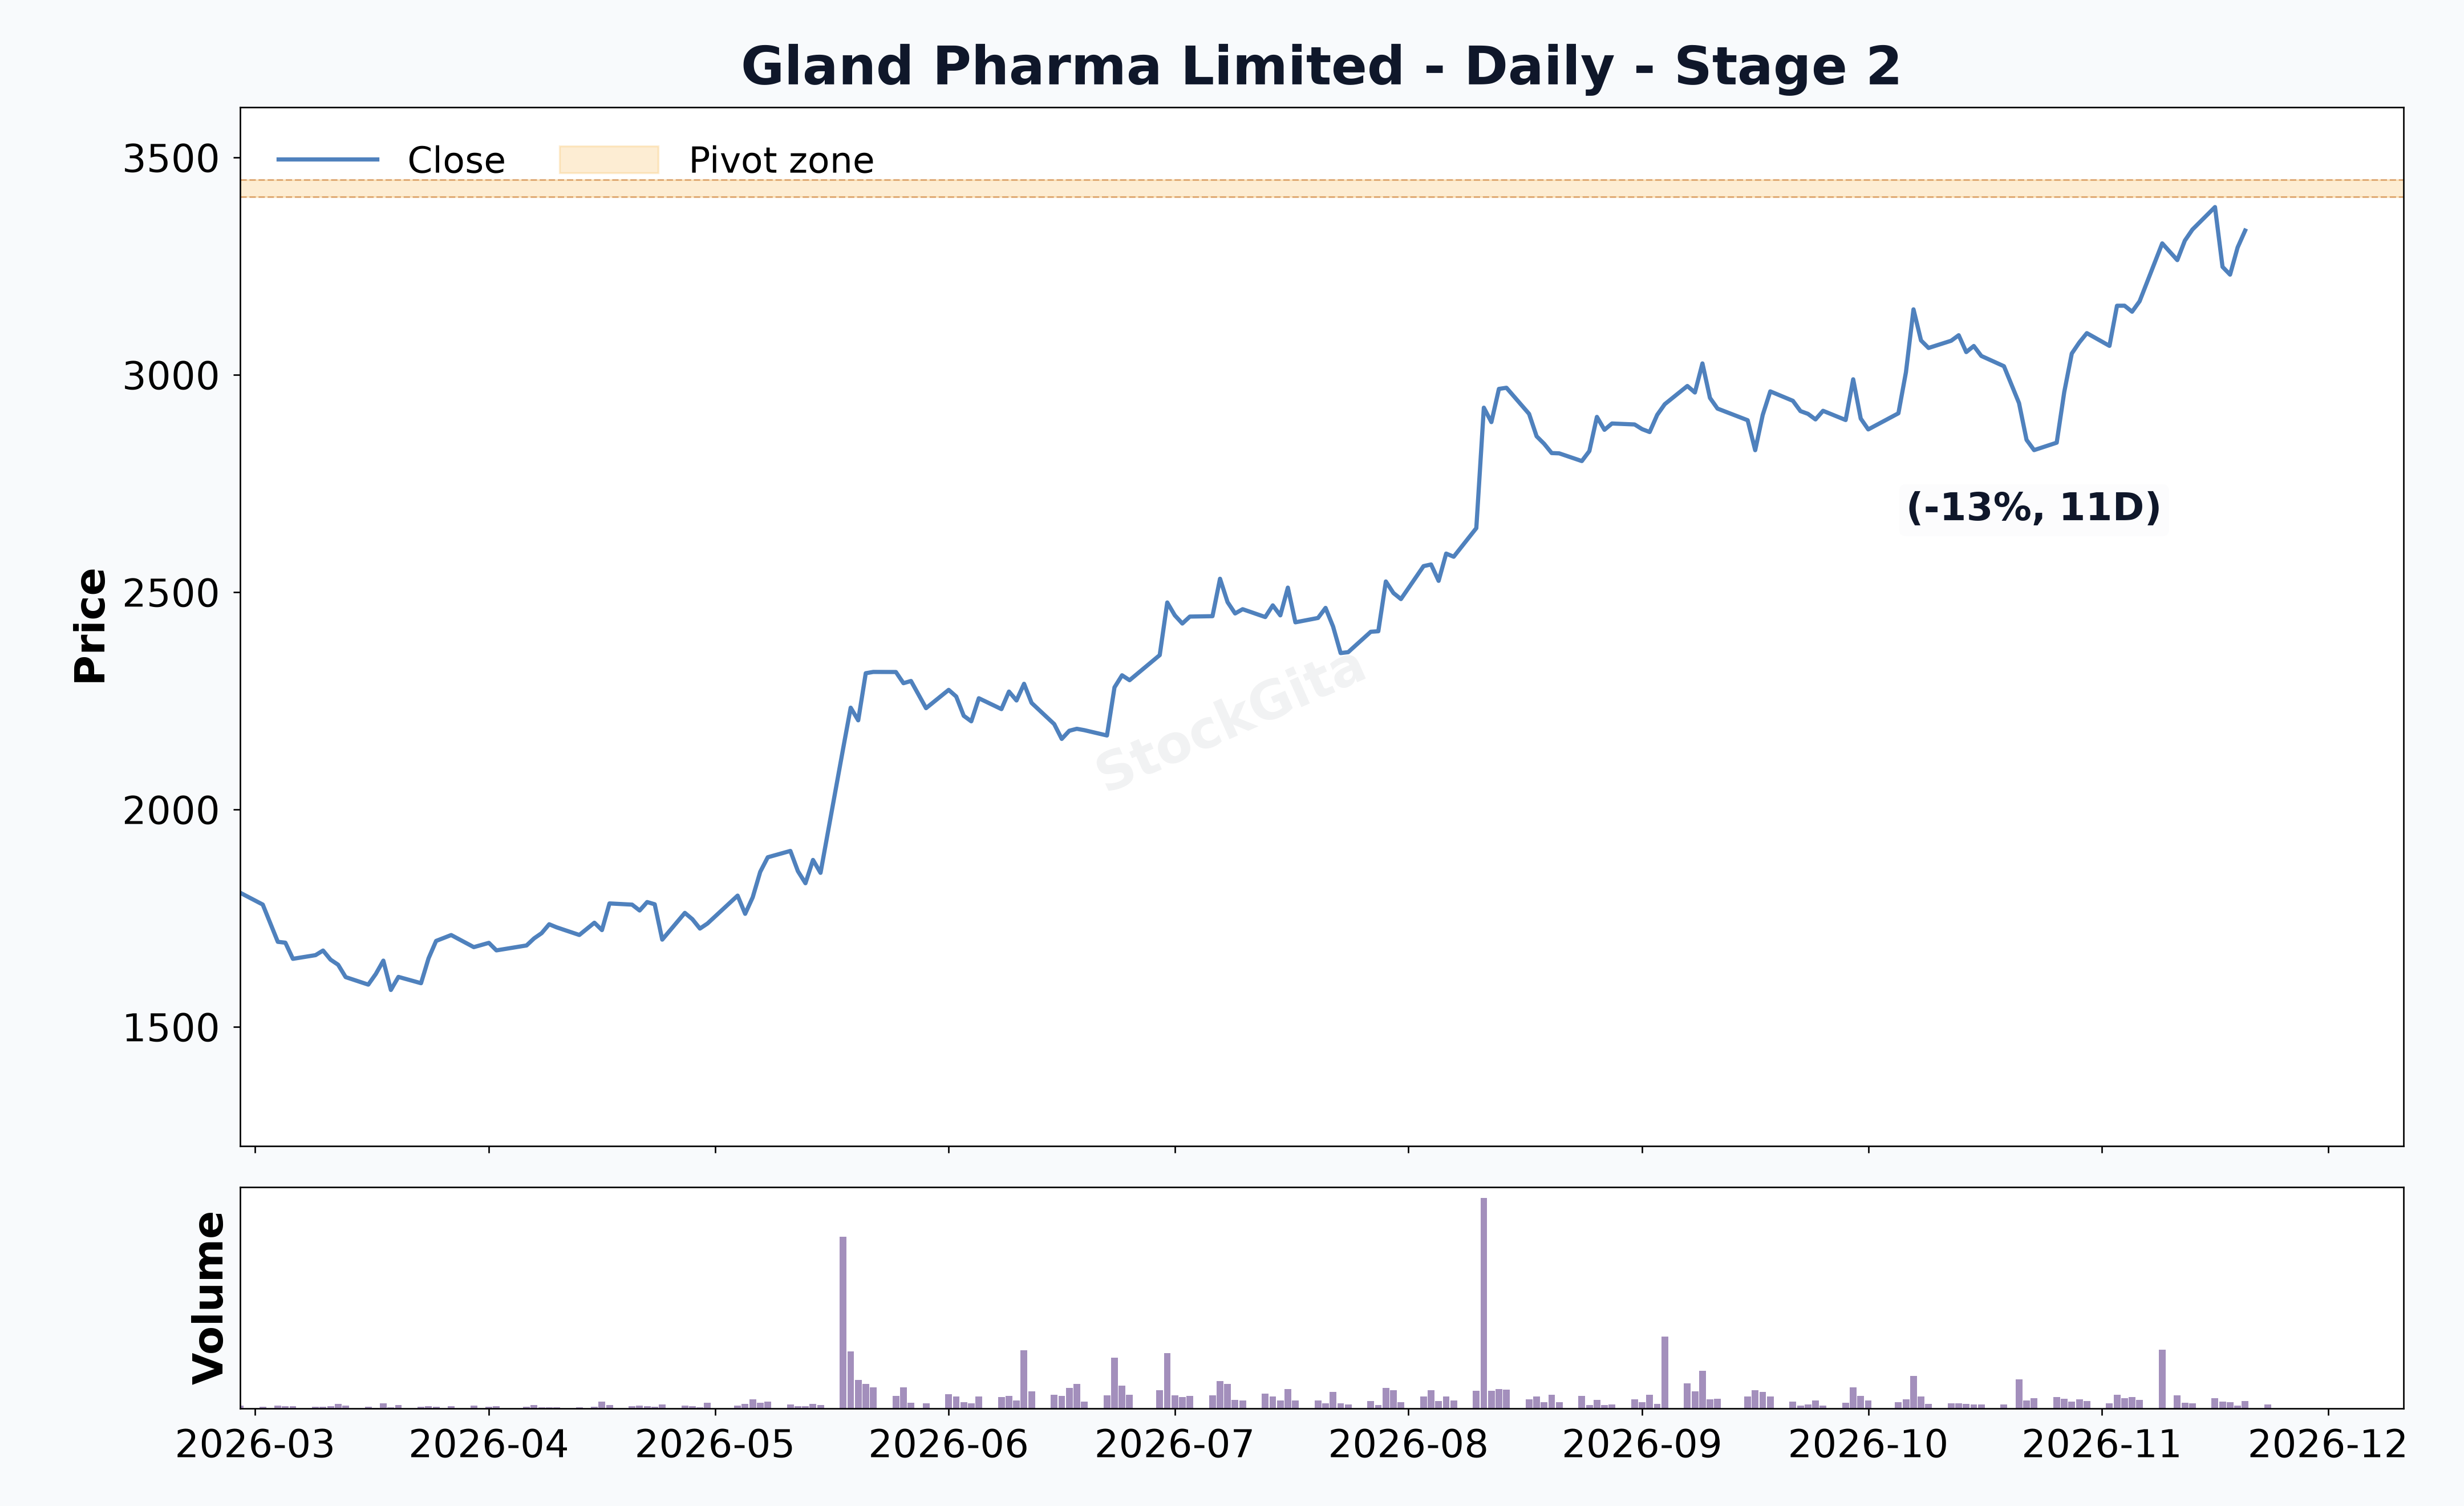 Gland Pharma Limited - Daily - Stage 2
Close
Pivot zone
3500
3000
2500
2000
1500
Price
(-13%, 11D)
StockGita
Volume
2026-03
2026-04
2026-05
2026-06
2026-07
2026-08
2026-09
2026-10
2026-11
2026-12